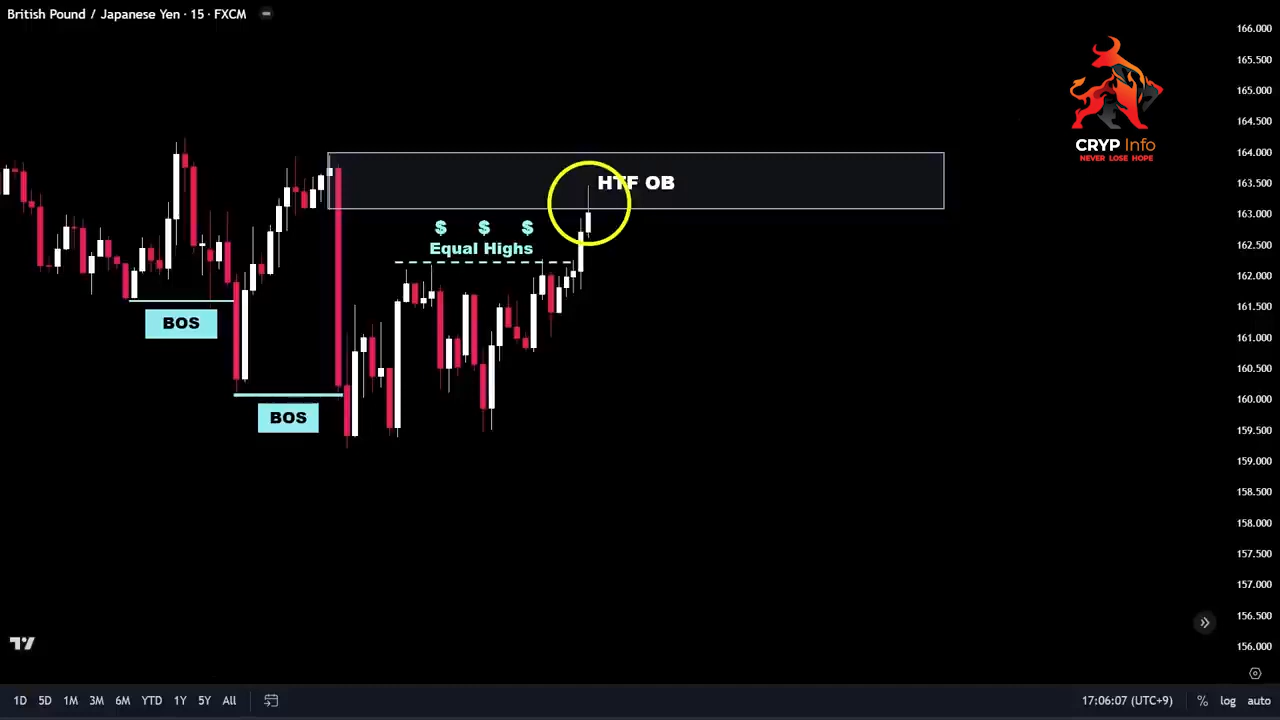 British Pound / Japanese Yen · 15 · FXCM
166.000
165.500
165.000
164.500
CRYP Info
NEVER LOSE HOPE
164.000
HTF OB
163.500
163.000
$ $ $
Equal Highs
162.500
162.000
161.500
BOS
161.000
160.500
160.000
BOS
159.500
159.000
158.500
158.000
157.500
157.000
156.500
156.000
1D 5D 1M 3M 6M YTD 1Y 5Y All
17:06:07 (UTC+9) % log auto